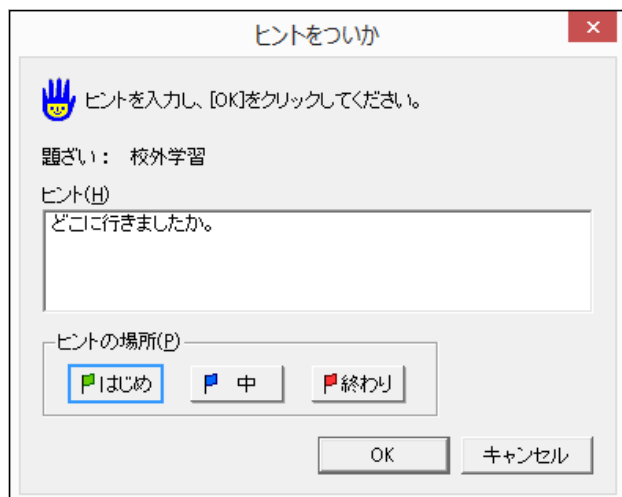 ヒントをついか
ヒントを入力し、[OK]をクリックしてください。
題ざい： 校外学習
ヒント(H)
どこに行きましたか。
ヒントの場所(P)
はじめ 中 終わり
OK キャンセル